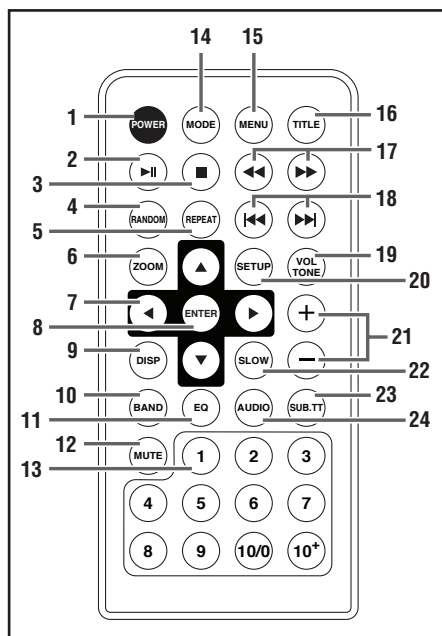 14 15
1 POWER MODE MENU TITLE 16
2 17
3
4 RANDOM REPEAT 18
5
6 ZOOM SETUP VOL TONE 19
20
7 ENTER + 21
8
9 DISP SLOW − 22
10 BAND EQ AUDIO SUB.TT 23
11 24
12 MUTE 1 2 3
13
4 5 6 7
8 9 10/0 10+